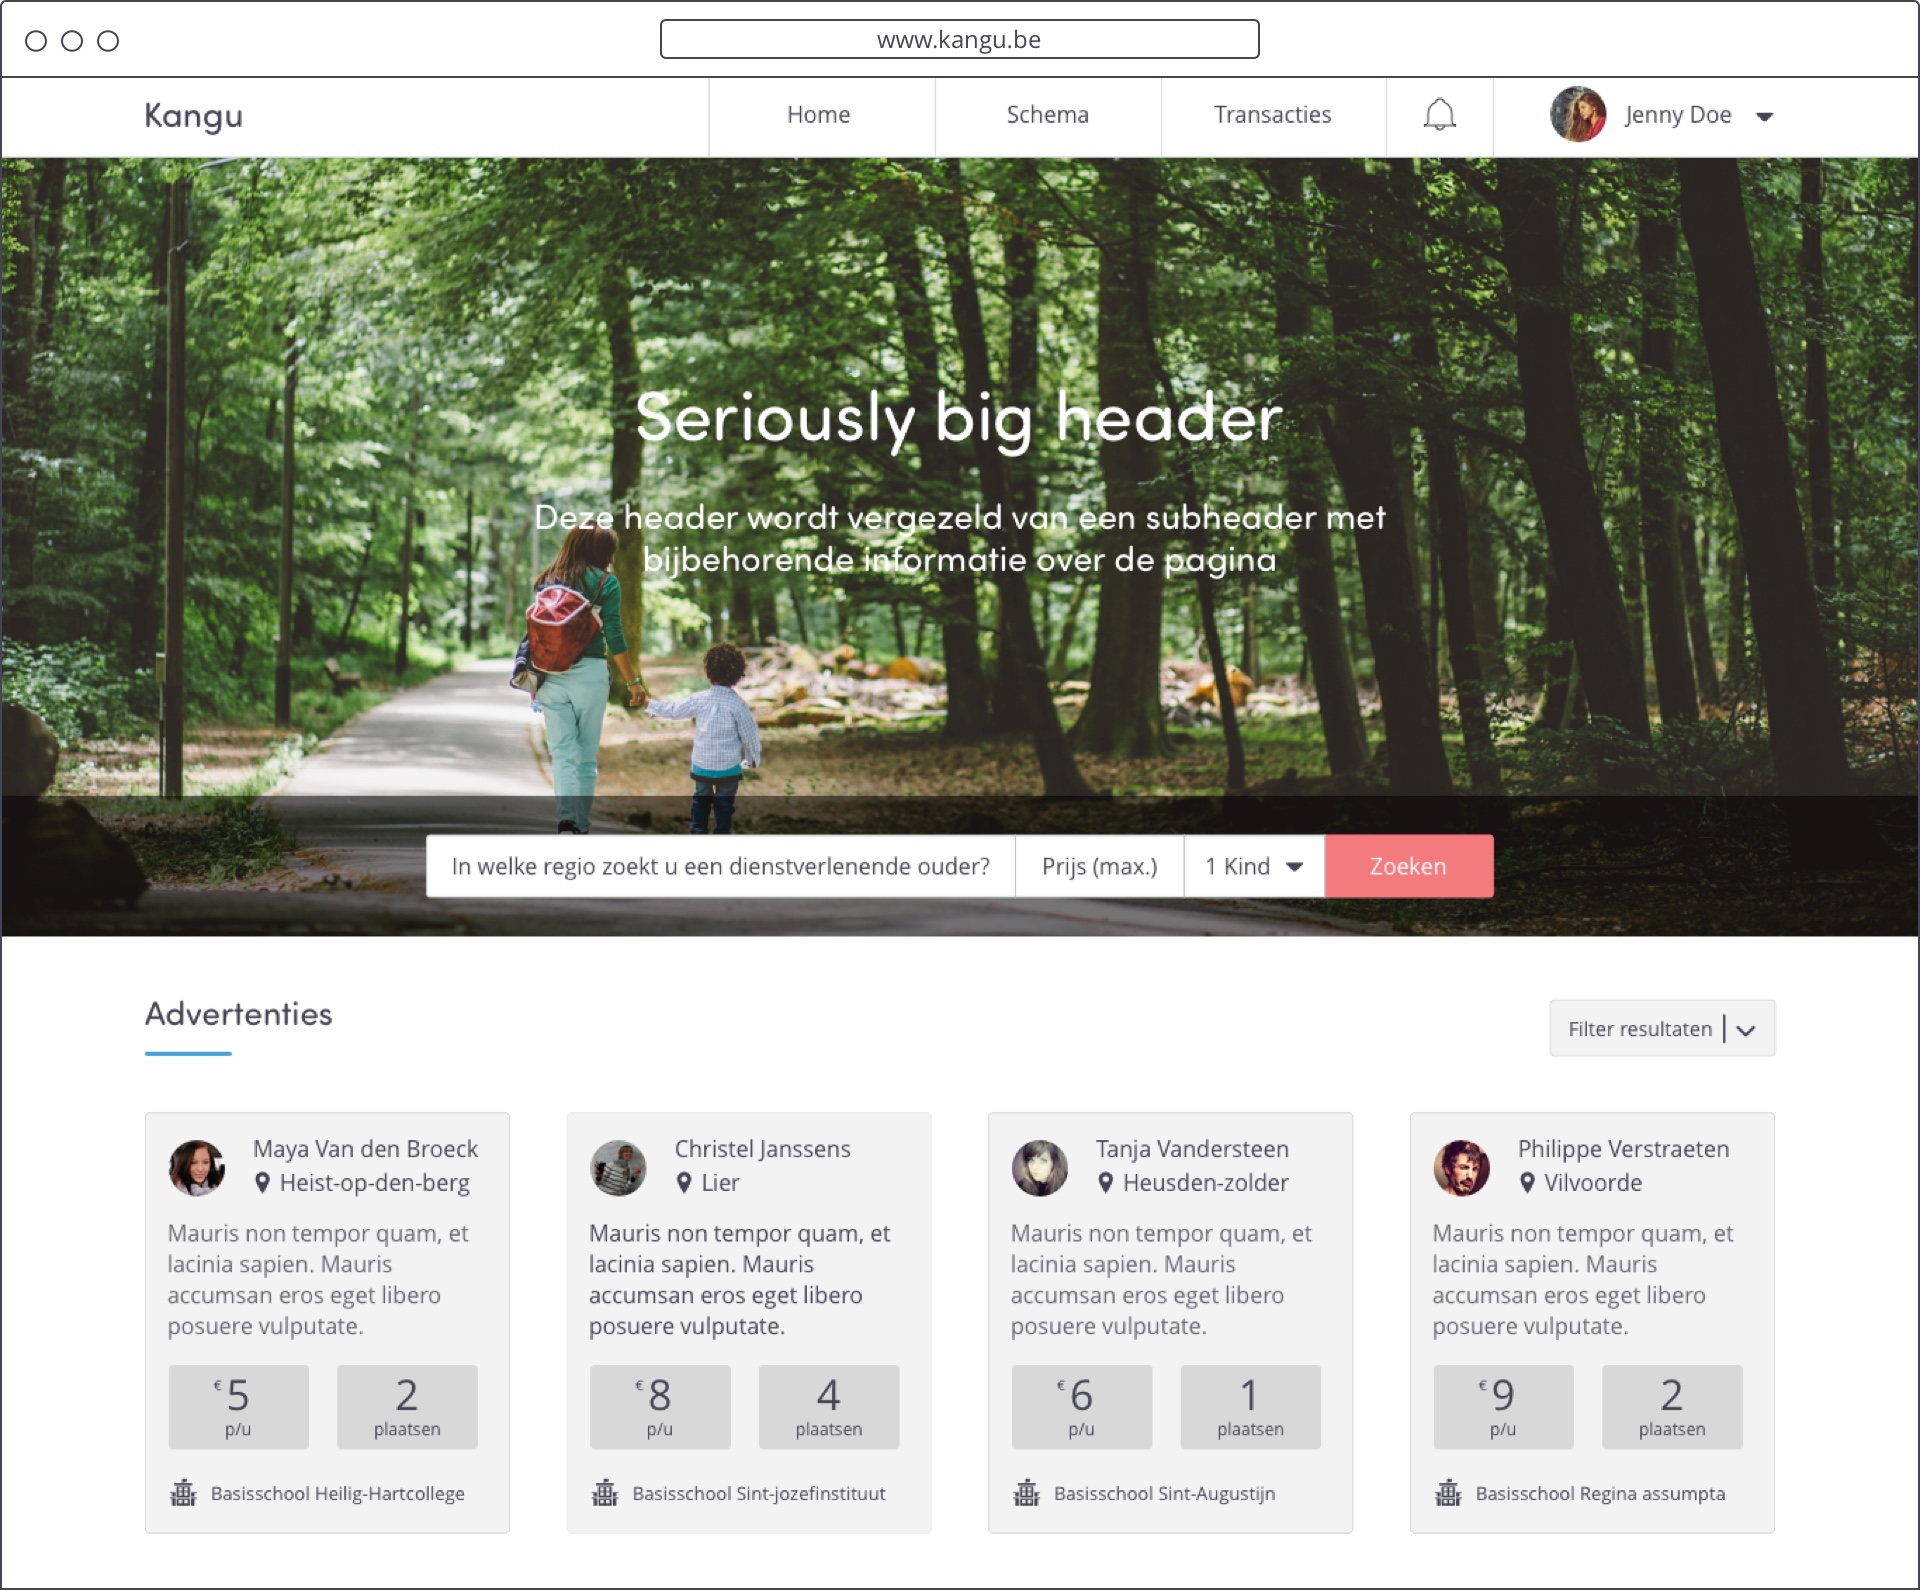 www.kangu.be
Kangu
Home
Schema
Transacties
Jenny Doe
Seriously big header
Deze header wordt vergezeld van een subheader met
bijbehorende informatie over de pagina
In welke regio zoekt u een dienstverlenende ouder?
Prijs (max.)
1 Kind
Zoeken
Advertenties
Filter resultaten
Maya Van den Broeck
Heist-op-den-berg
Mauris non tempor quam, et
lacinia sapien. Mauris
accumsan eros eget libero
posuere vulputate.
€ 5
p/u
2
plaatsen
Basisschool Heilig-Hartcollege
Christel Janssens
Lier
Mauris non tempor quam, et
lacinia sapien. Mauris
accumsan eros eget libero
posuere vulputate.
€ 8
p/u
4
plaatsen
Basisschool Sint-jozefinstituut
Tanja Vandersteen
Heusden-zolder
Mauris non tempor quam, et
lacinia sapien. Mauris
accumsan eros eget libero
posuere vulputate.
€ 6
p/u
1
plaatsen
Basisschool Sint-Augustijn
Philippe Verstraeten
Vilvoorde
Mauris non tempor quam, et
lacinia sapien. Mauris
accumsan eros eget libero
posuere vulputate.
€ 9
p/u
2
plaatsen
Basisschool Regina assumpta